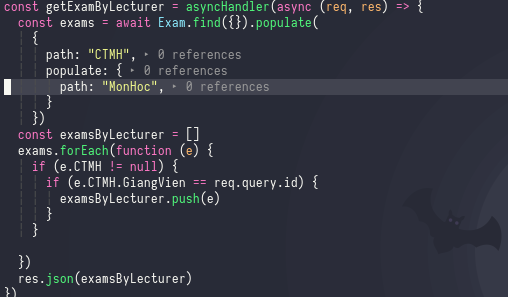 const getExamByLecturer = asyncHandler(async (req, res) => {
const exams = await Exam.find({}).populate(
{
path: "CTMH", ‣ 0 references
populate: { ‣ 0 references
path: "MonHoc", ‣ 0 references
}
})
const examsByLecturer = []
exams.forEach(function (e) {
if (e.CTMH != null) {
if (e.CTMH.GiangVien == req.query.id) {
examsByLecturer.push(e)
}
}
})
res.json(examsByLecturer)
})